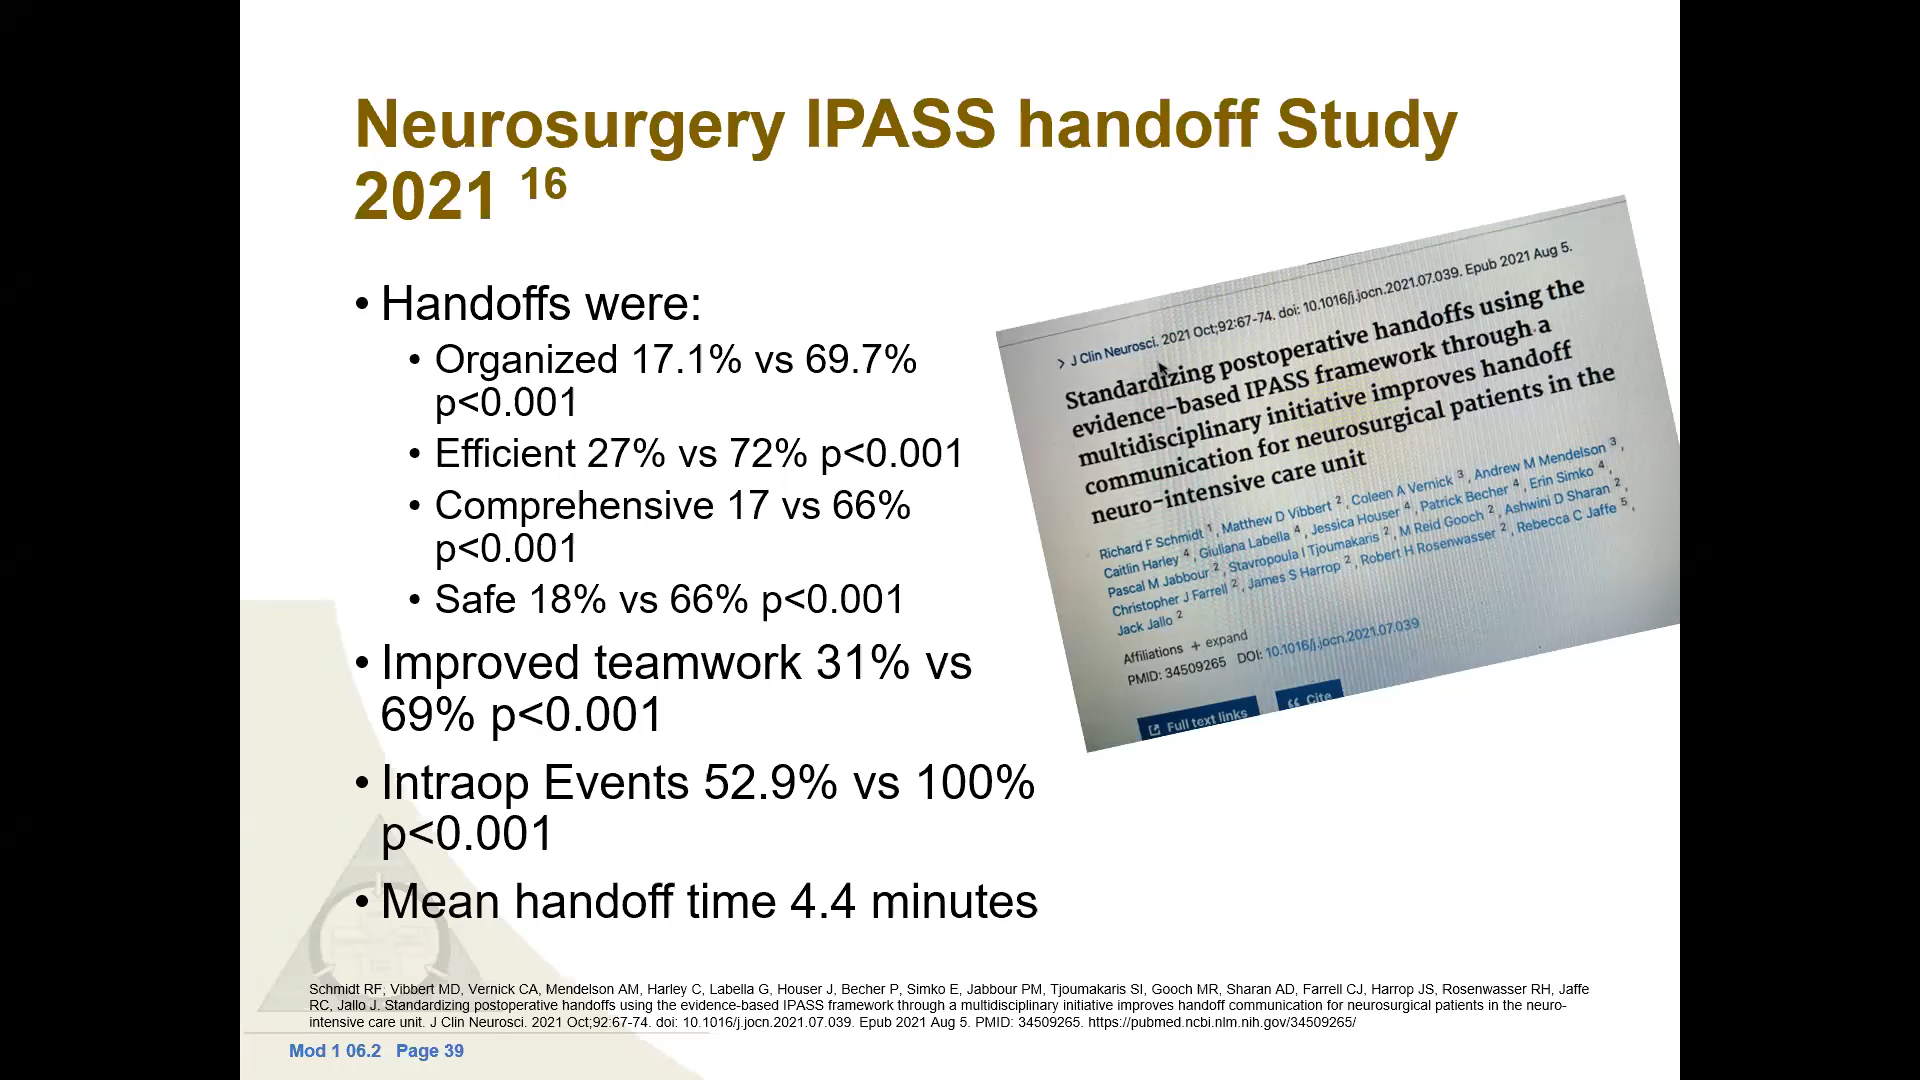 Neurosurgery IPASS handoff Study
2021 16
• Handoffs were:
• Organized 17.1% vs 69.7%
p<0.001
• Efficient 27% vs 72% p<0.001
• Comprehensive 17 vs 66%
p<0.001
• Safe 18% vs 66% p<0.001
• Improved teamwork 31% vs
69% p<0.001
• Intraop Events 52.9% vs 100%
p<0.001
• Mean handoff time 4.4 minutes
> J Clin Neurosci. 2021 Oct;92:67-74. doi: 10.1016/j.jocn.2021.07.039. Epub 2021 Aug 5.
Standardizing postoperative handoffs using the
evidence-based IPASS framework through a
multidisciplinary initiative improves handoff
communication for neurosurgical patients in the
neuro-intensive care unit
Richard F Schmidt 1, Matthew D Vibbert 2, Coleen A Vernick 3, Andrew M Mendelson 3,
Caitlin Harley 4, Giuliana Labella 4, Jessica Houser 4, Patrick Becher 4, Erin Simko 4,
Pascal M Jabbour 2, Stavropoula I Tjoumakaris 2, M Reid Gooch 2, Ashwini D Sharan 2,
Christopher J Farrell 2, James S Harrop 2, Robert H Rosenwasser 2, Rebecca C Jaffe 5,
Jack Jallo 2
Affiliations + expand
PMID: 34509265 DOI: 10.1016/j.jocn.2021.07.039
Full text links
Cite
Schmidt RF, Vibbert MD, Vernick CA, Mendelson AM, Harley C, Labella G, Houser J, Becher P, Simko E, Jabbour PM, Tjoumakaris SI, Gooch MR, Sharan AD, Farrell CJ, Harrop JS, Rosenwasser RH, Jaffe
RC, Jallo J. Standardizing postoperative handoffs using the evidence-based IPASS framework through a multidisciplinary initiative improves handoff communication for neurosurgical patients in the neuro-
intensive care unit. J Clin Neurosci. 2021 Oct;92:67-74. doi: 10.1016/j.jocn.2021.07.039. Epub 2021 Aug 5. PMID: 34509265. https://pubmed.ncbi.nlm.nih.gov/34509265/
Mod 1 06.2 Page 39